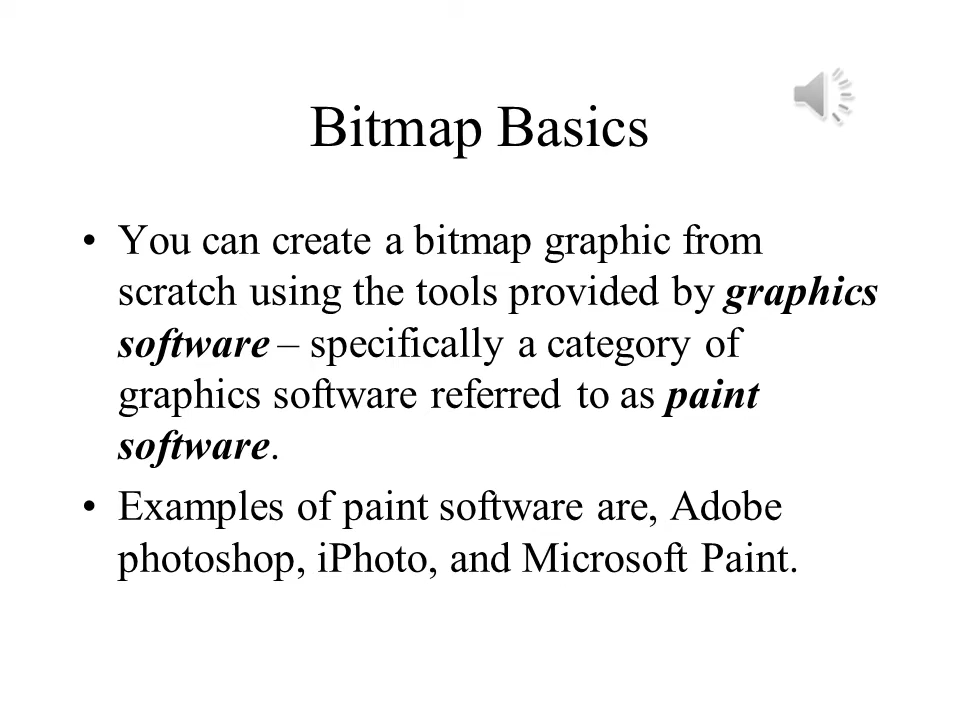 Bitmap Basics
• You can create a bitmap graphic from
scratch using the tools provided by graphics
software – specifically a category of
graphics software referred to as paint
software.
• Examples of paint software are, Adobe
photoshop, iPhoto, and Microsoft Paint.